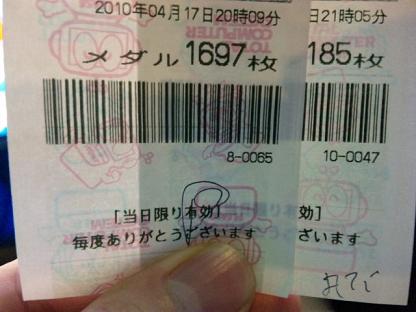 2010年04月17日20時09分
メダル1697枚
8-0065
[当日限り有効]
毎度ありがとうございます
日21時05分
185枚
10-0047
効]
ざいます